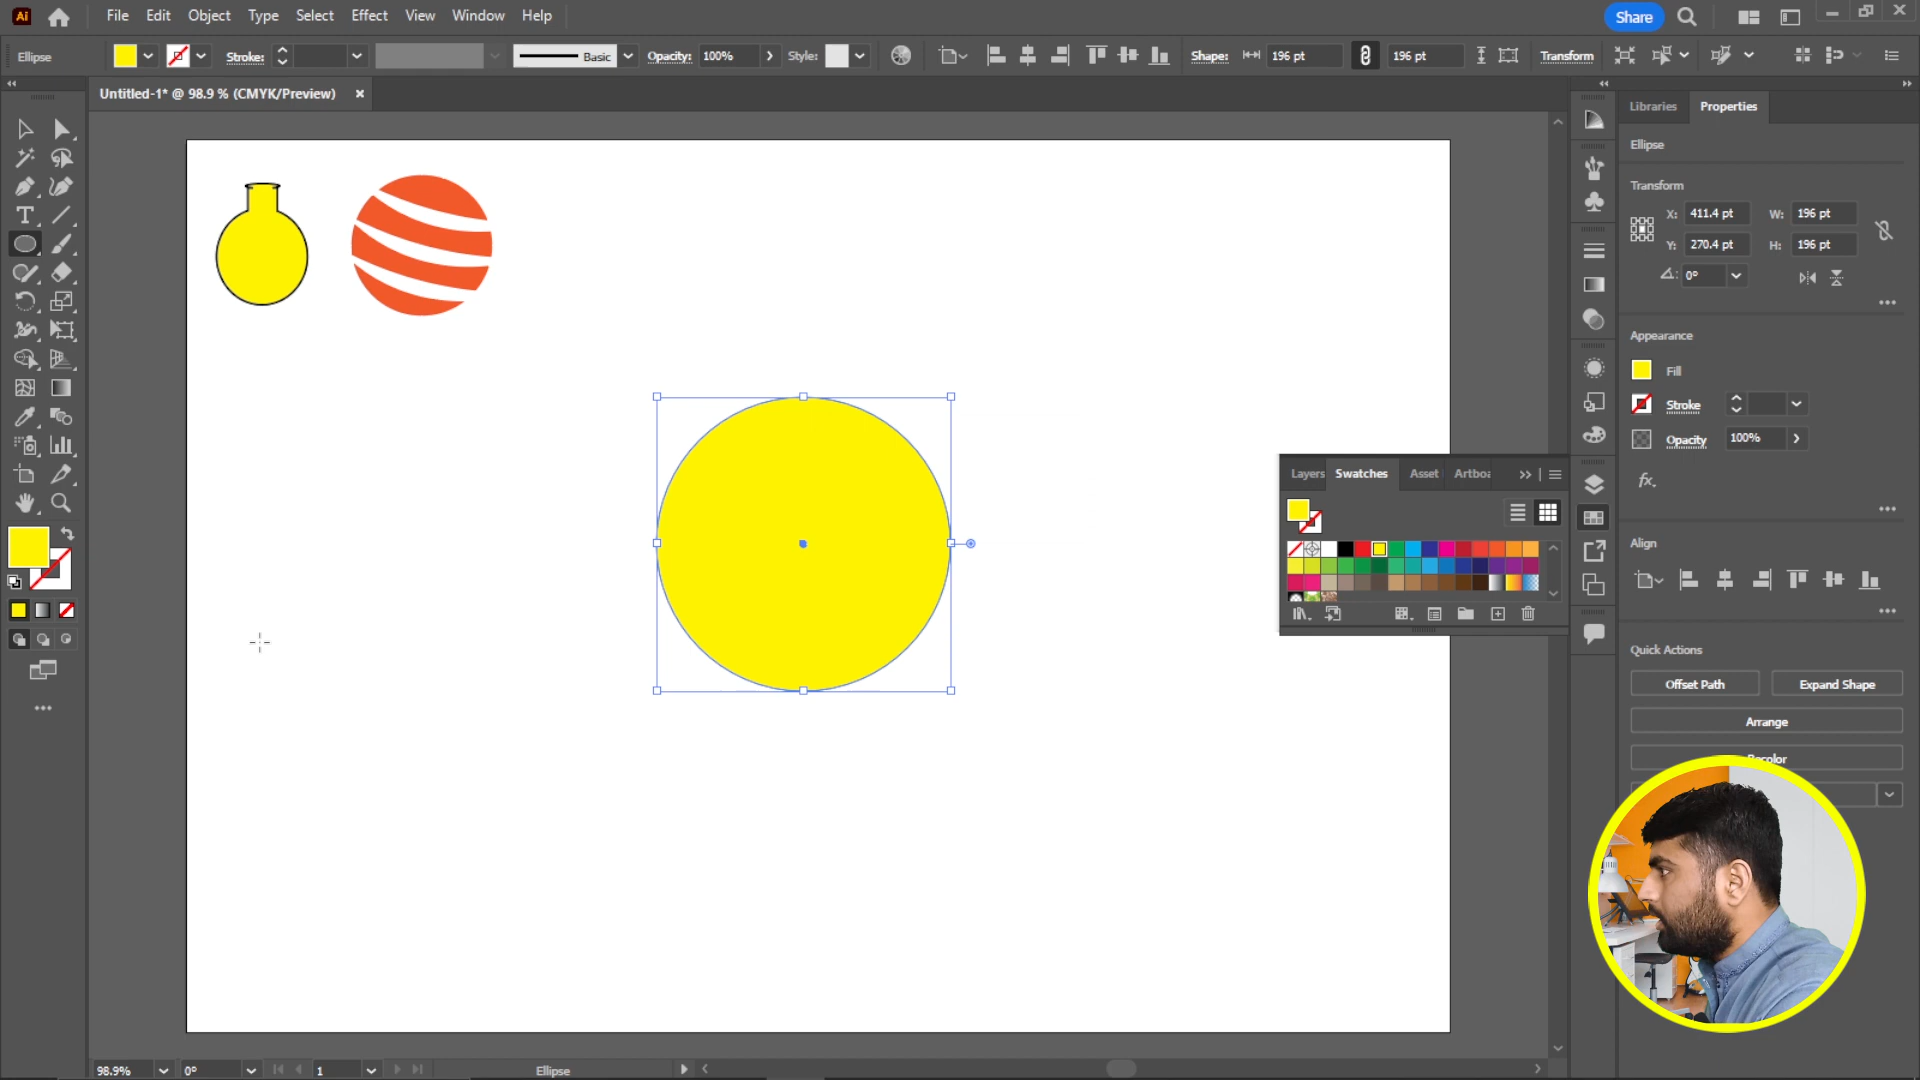 Ai File Edit Object Type Select Effect View Window Help Share
Ellipse Stroke: Basic Opacity: 100% Style: Shape: 196 pt 196 pt Transform
Untitled-1* @ 98.9 % (CMYK/Preview) ×
Libraries Properties
Ellipse
Transform
X: 411.4 pt W: 196 pt
Y: 270.4 pt H: 196 pt
0°
Appearance
Fill
Stroke
Opacity 100%
fx.
Layers Swatches Asset Artboa
Align
Quick Actions
Offset Path Expand Shape
Arrange
Recolor
98.9% 0° 1 Ellipse